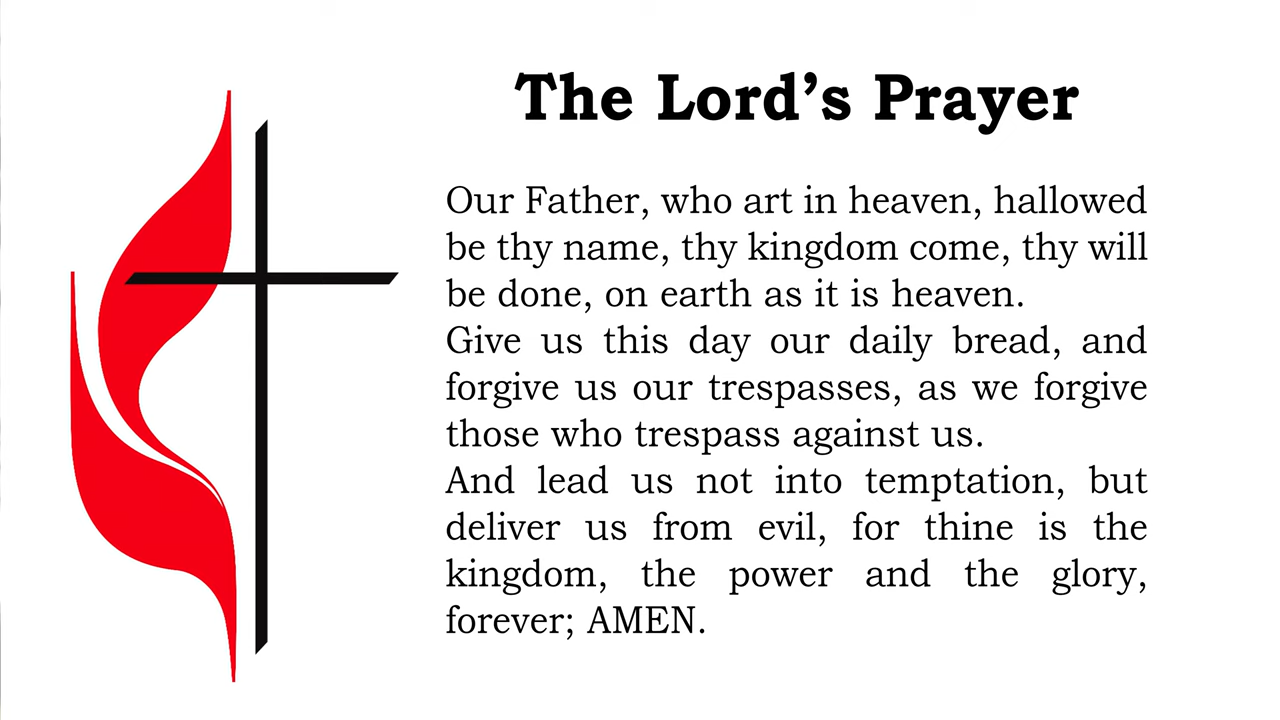 The Lord’s Prayer
Our Father, who art in heaven, hallowed
be thy name, thy kingdom come, thy will
be done, on earth as it is heaven.
Give us this day our daily bread, and
forgive us our trespasses, as we forgive
those who trespass against us.
And lead us not into temptation, but
deliver us from evil, for thine is the
kingdom, the power and the glory,
forever; AMEN.